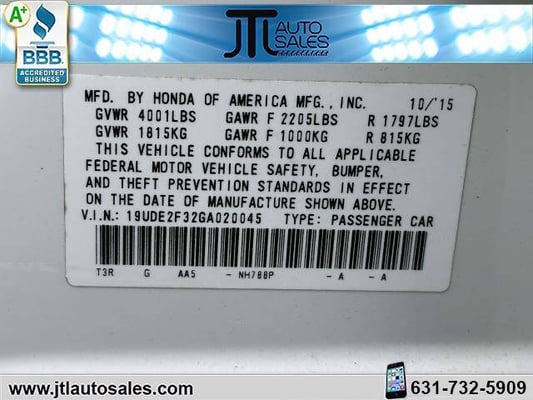 A+
BBB.
ACCREDITED
BUSINESS
JTL AUTO
SALES
MFD. BY HONDA OF AMERICA MFG., INC. 10/'15
GVWR 4001LBS GAWR F 2205LBS R 1797LBS
GVWR 1815KG GAWR F 1000KG R 815KG
THIS VEHICLE CONFORMS TO ALL APPLICABLE
FEDERAL MOTOR VEHICLE SAFETY, BUMPER,
AND THEFT PREVENTION STANDARDS IN EFFECT
ON THE DATE OF MANUFACTURE SHOWN ABOVE.
V.I.N.: 19UDE2F32GA020045 TYPE: PASSENGER CAR
T3R G AA5 - NH788P - A - A
www.jtlautosales.com
631-732-5909